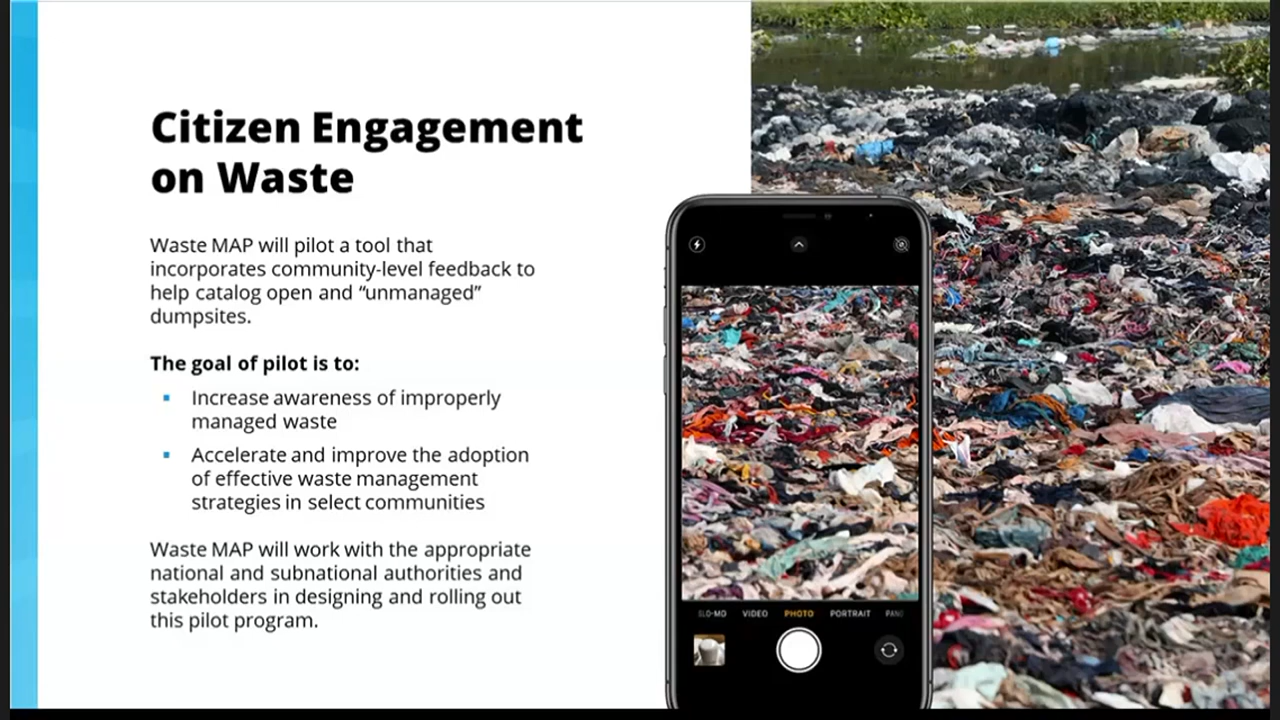 Citizen Engagement
on Waste
Waste MAP will pilot a tool that
incorporates community-level feedback to
help catalog open and “unmanaged”
dumpsites.
The goal of pilot is to:
▪ Increase awareness of improperly
managed waste
▪ Accelerate and improve the adoption
of effective waste management
strategies in select communities
Waste MAP will work with the appropriate
national and subnational authorities and
stakeholders in designing and rolling out
this pilot program.
SLO-MO VIDEO PHOTO PORTRAIT PANO